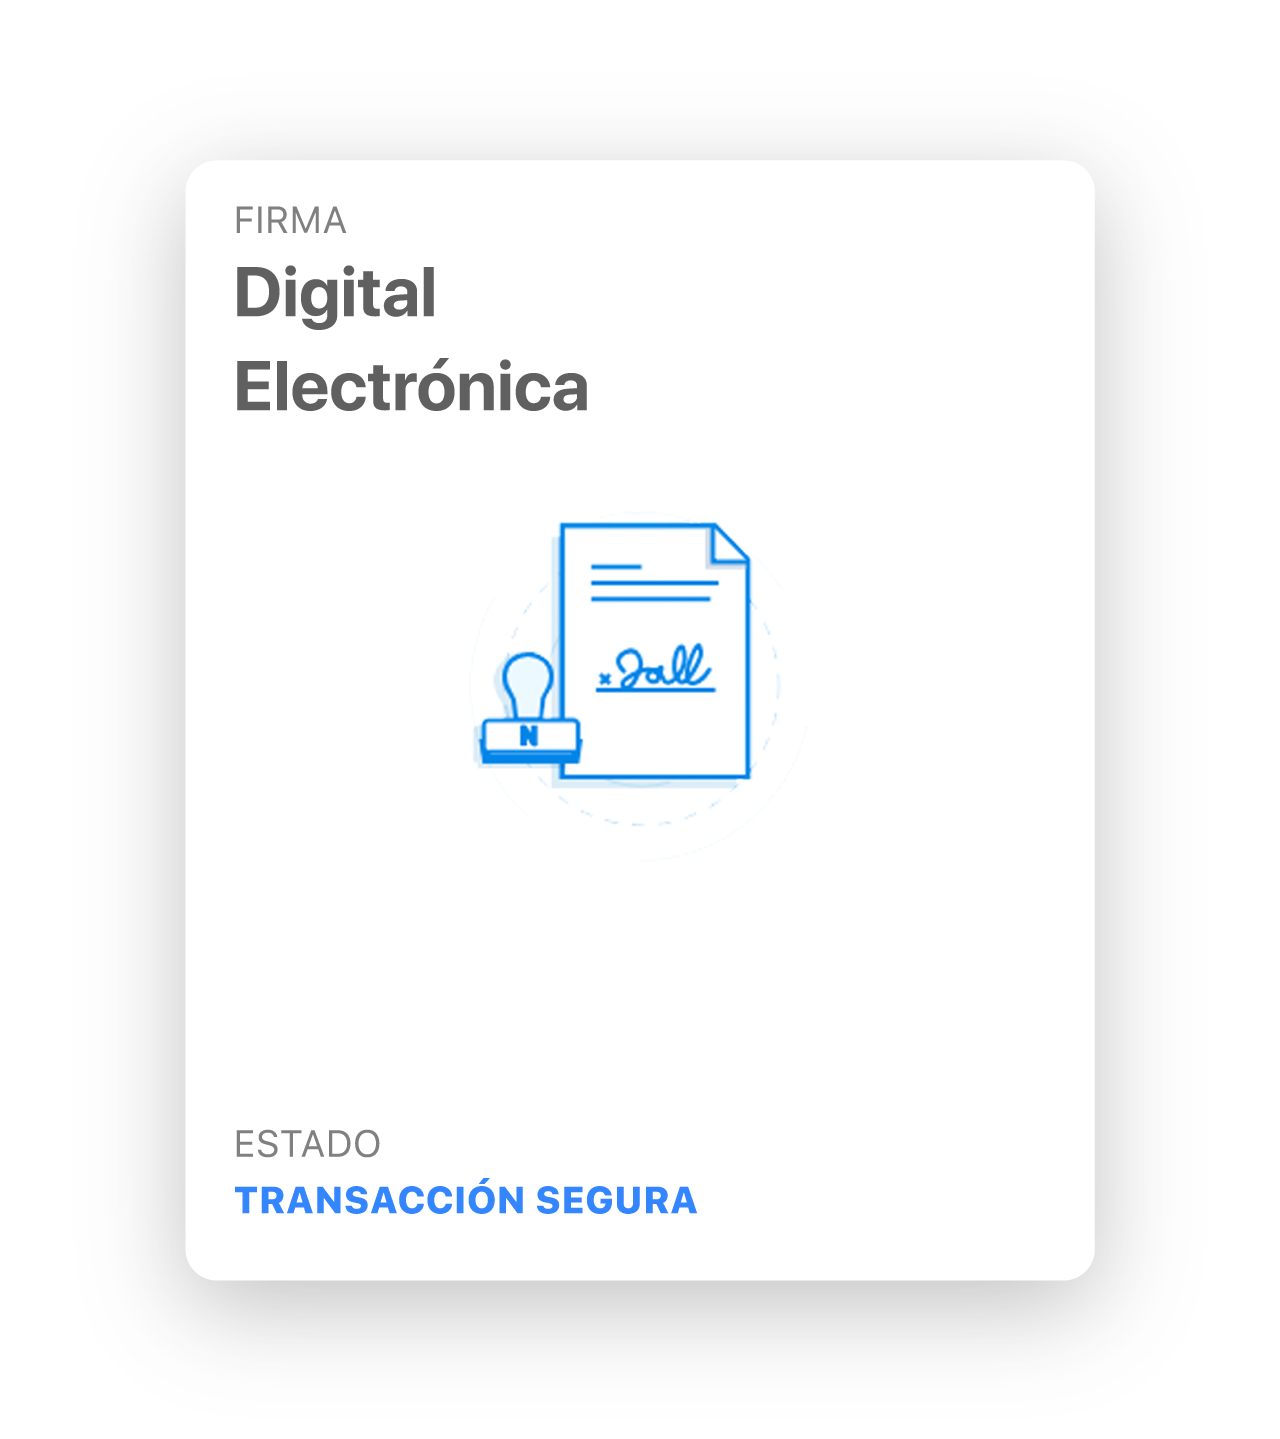 FIRMA
Digital
Electrónica
N
ESTADO
TRANSACCIÓN SEGURA